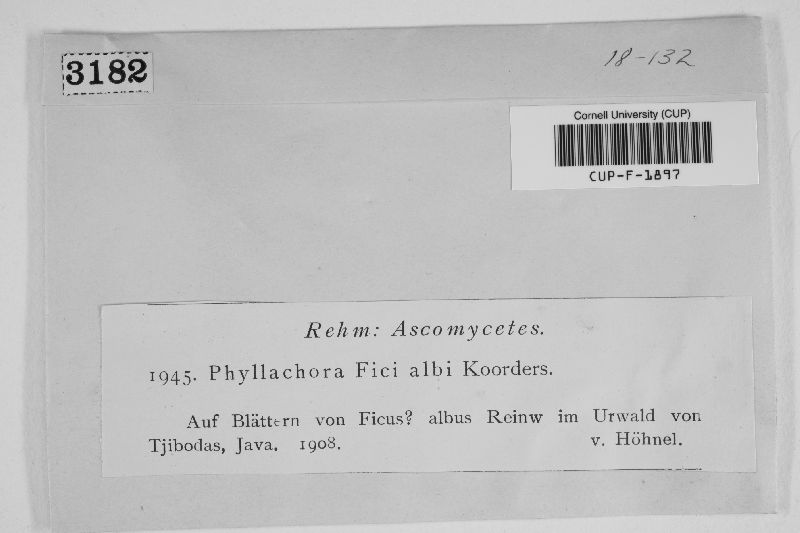 3182
18-132
Cornell University (CUP)
CUP-F-1897
Rehm: Ascomycetes.
1945. Phyllachora Fici albi Koorders.
Auf Blättern von Ficus? albus Reinw im Urwald von
Tjibodas, Java. 1908. v. Höhnel.